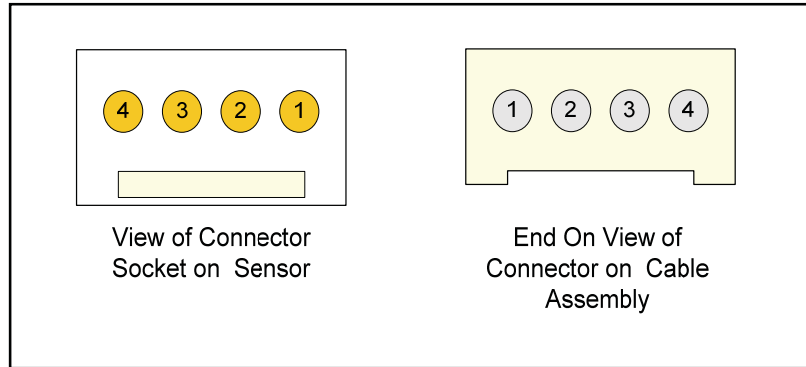 4 3 2 1
View of Connector
Socket on Sensor
1 2 3 4
End On View of
Connector on Cable
Assembly